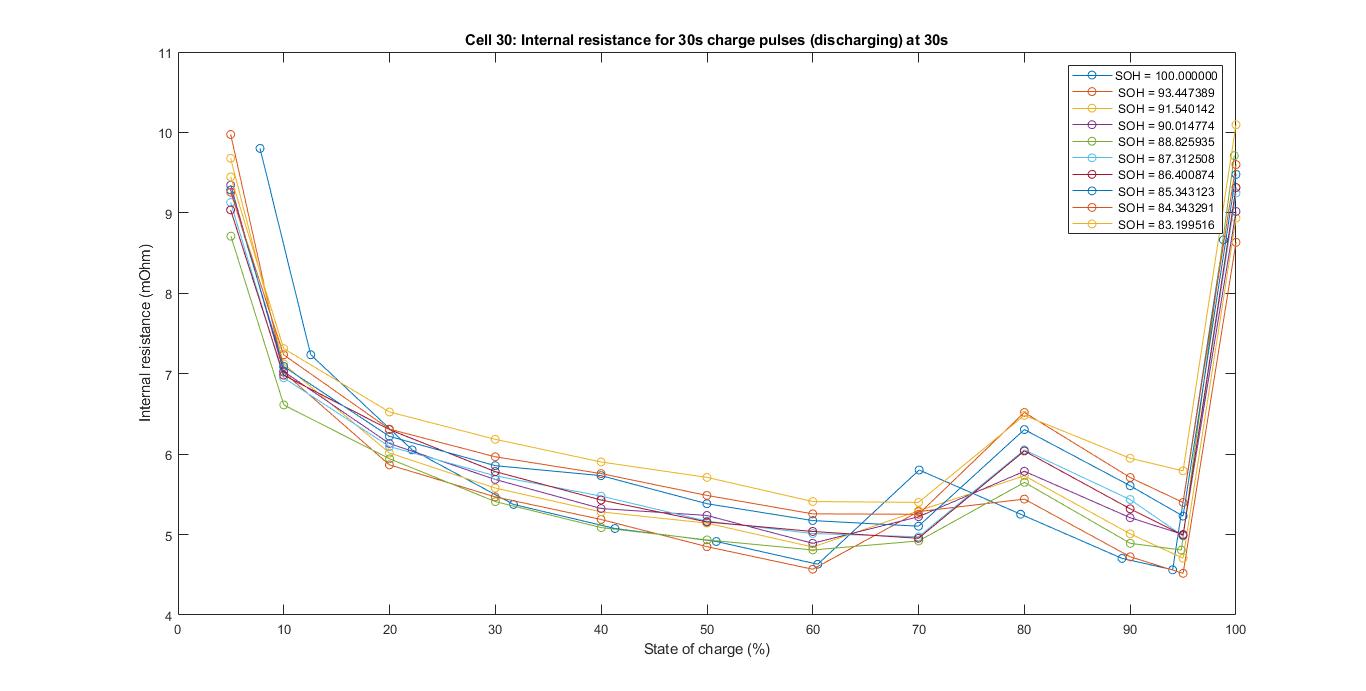 Cell 30: Internal resistance for 30s charge pulses (discharging) at 30s
11
10
9
8
7
6
5
4
Internal resistance (mOhm)
0 10 20 30 40 50 60 70 80 90 100
State of charge (%)
SOH = 100.000000
SOH = 93.447389
SOH = 91.540142
SOH = 90.014774
SOH = 88.825935
SOH = 87.312508
SOH = 86.400874
SOH = 85.343123
SOH = 84.343291
SOH = 83.199516